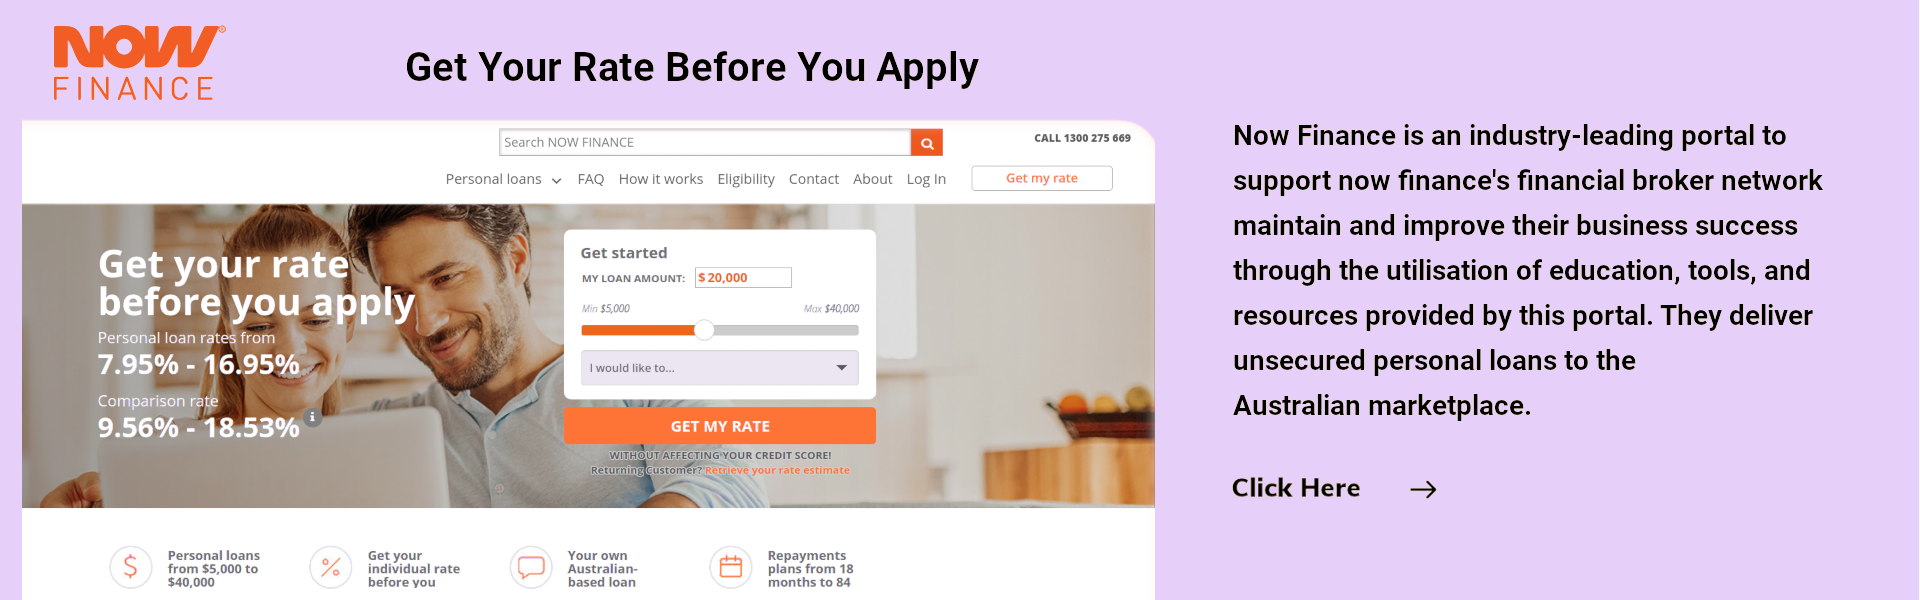 NOW®
FINANCE
Get Your Rate Before You Apply
Search NOW FINANCE
CALL 1300 275 669
Personal loans FAQ How it works Eligibility Contact About Log In Get my rate
Get your rate
before you apply
Personal loan rates from
7.95% - 16.95%
Comparison rate
9.56% - 18.53% i
Get started
MY LOAN AMOUNT: $ 20,000
Min $5,000 Max $40,000
I would like to...
GET MY RATE
WITHOUT AFFECTING YOUR CREDIT SCORE!
Returning Customer? Retrieve your rate estimate
Personal loans
from $5,000 to
$40,000
Get your
individual rate
before you
Your own
Australian-
based loan
Repayments
plans from 18
months to 84
Now Finance is an industry-leading portal to
support now finance's financial broker network
maintain and improve their business success
through the utilisation of education, tools, and
resources provided by this portal. They deliver
unsecured personal loans to the
Australian marketplace.
Click Here →